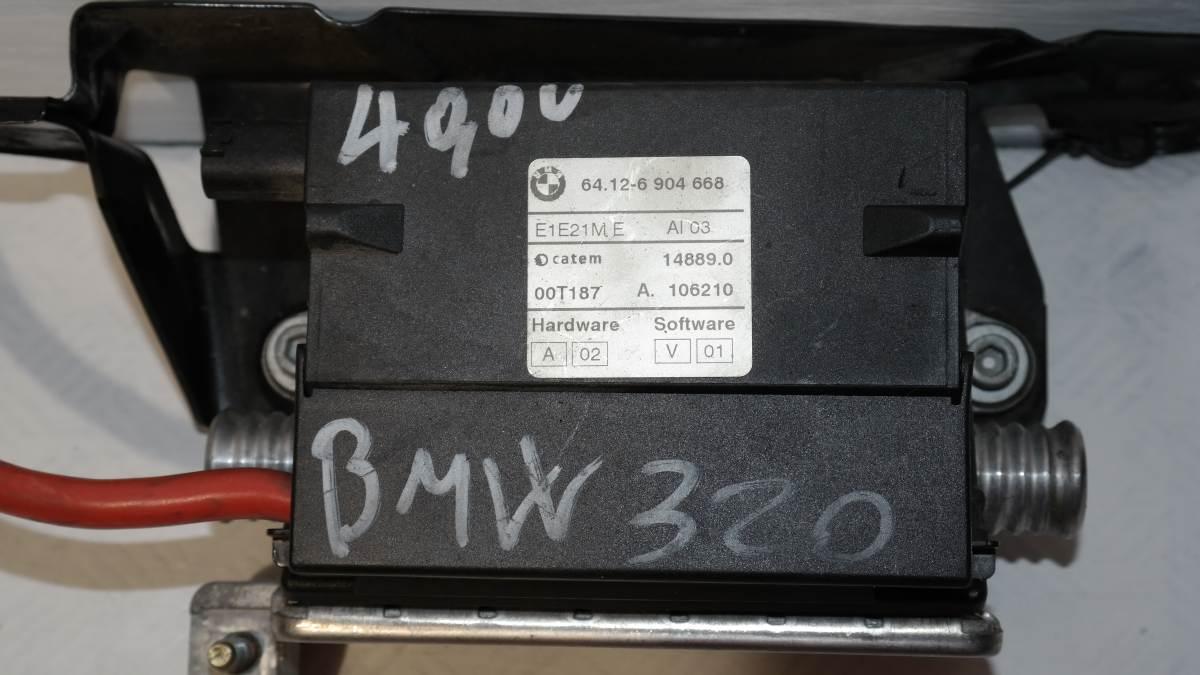 4900
BMW
64.12-6 904 668
E1E21M E AI 03
catem 14889.0
00T187 A. 106210
Hardware Software
A 02 V 01
BMW 320